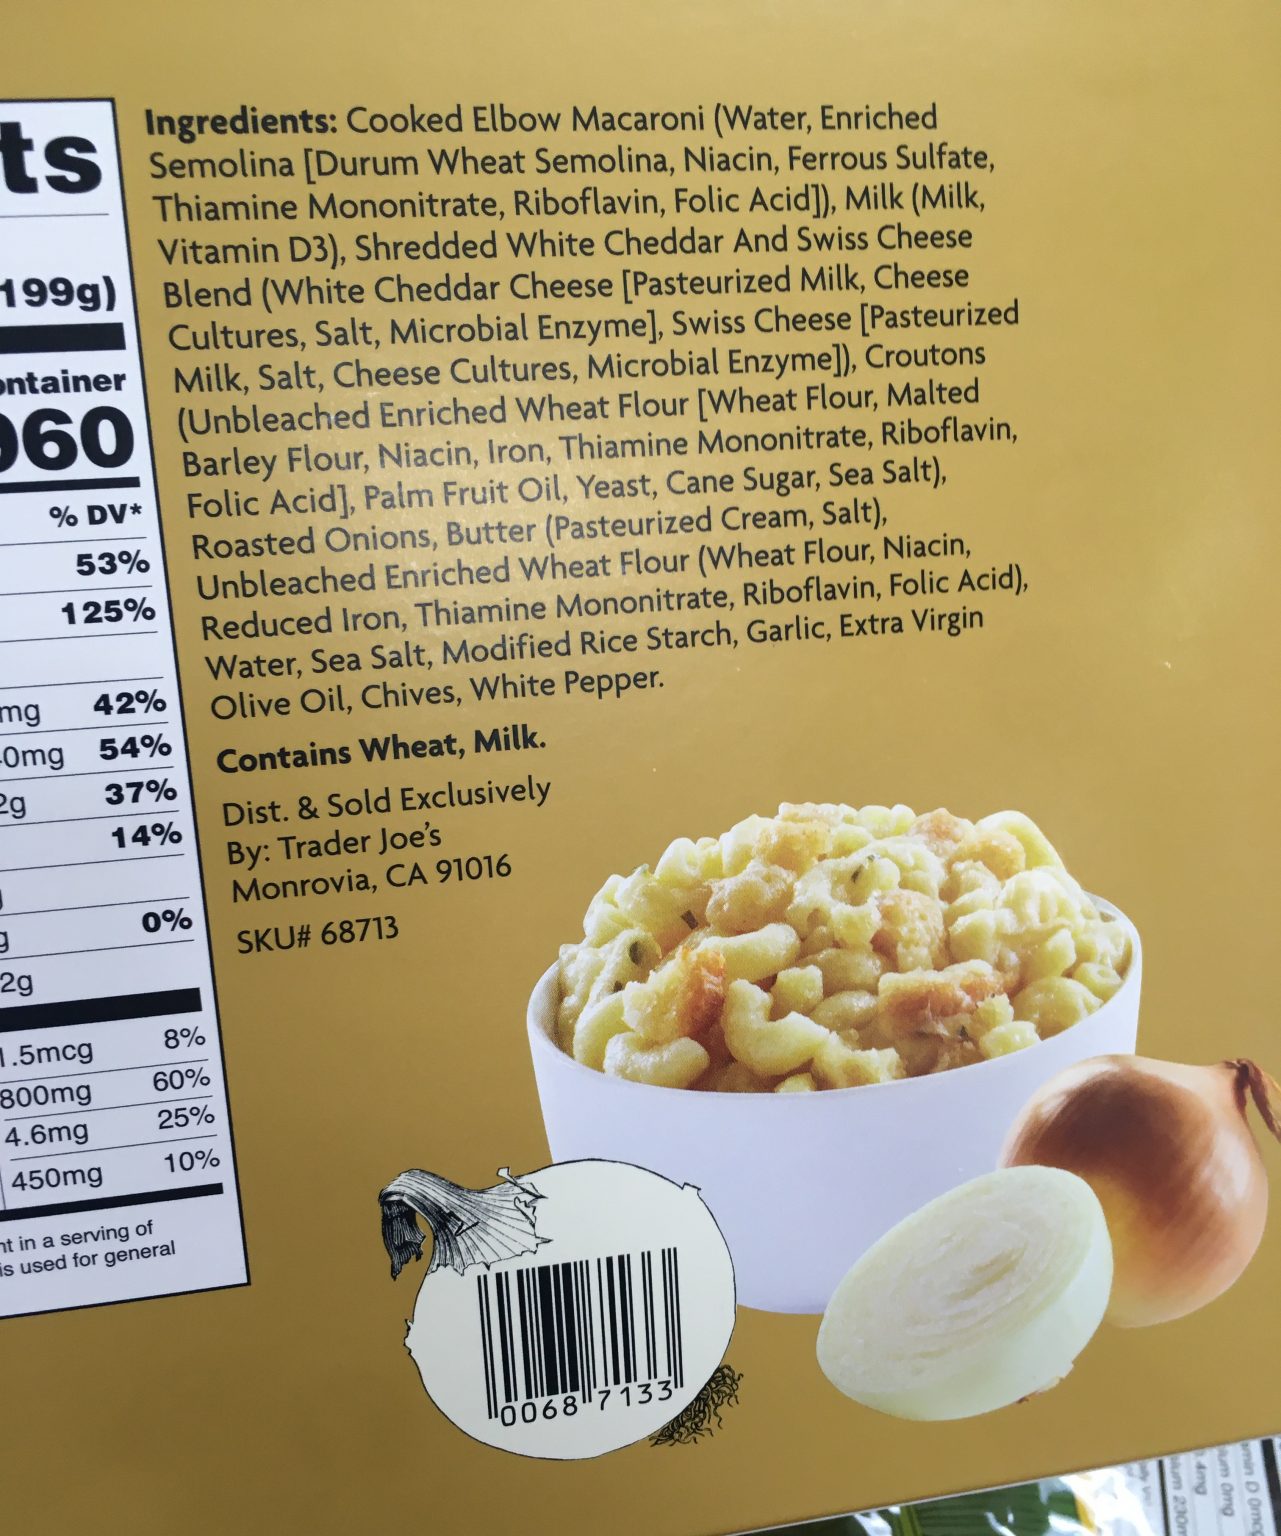 ts
199g)
ontainer
960
% DV*
53%
125%
mg 42%
0mg 54%
2g 37%
14%
g 0%
2g
1.5mcg 8%
800mg 60%
4.6mg 25%
450mg 10%
nt in a serving of
is used for general
Ingredients: Cooked Elbow Macaroni (Water, Enriched
Semolina [Durum Wheat Semolina, Niacin, Ferrous Sulfate,
Thiamine Mononitrate, Riboflavin, Folic Acid]), Milk (Milk,
Vitamin D3), Shredded White Cheddar And Swiss Cheese
Blend (White Cheddar Cheese [Pasteurized Milk, Cheese
Cultures, Salt, Microbial Enzyme], Swiss Cheese [Pasteurized
Milk, Salt, Cheese Cultures, Microbial Enzyme]), Croutons
(Unbleached Enriched Wheat Flour [Wheat Flour, Malted
Barley Flour, Niacin, Iron, Thiamine Mononitrate, Riboflavin,
Folic Acid], Palm Fruit Oil, Yeast, Cane Sugar, Sea Salt),
Roasted Onions, Butter (Pasteurized Cream, Salt),
Unbleached Enriched Wheat Flour (Wheat Flour, Niacin,
Reduced Iron, Thiamine Mononitrate, Riboflavin, Folic Acid),
Water, Sea Salt, Modified Rice Starch, Garlic, Extra Virgin
Olive Oil, Chives, White Pepper.
Contains Wheat, Milk.
Dist. & Sold Exclusively
By: Trader Joe's
Monrovia, CA 91016
SKU# 68713
0068 7133